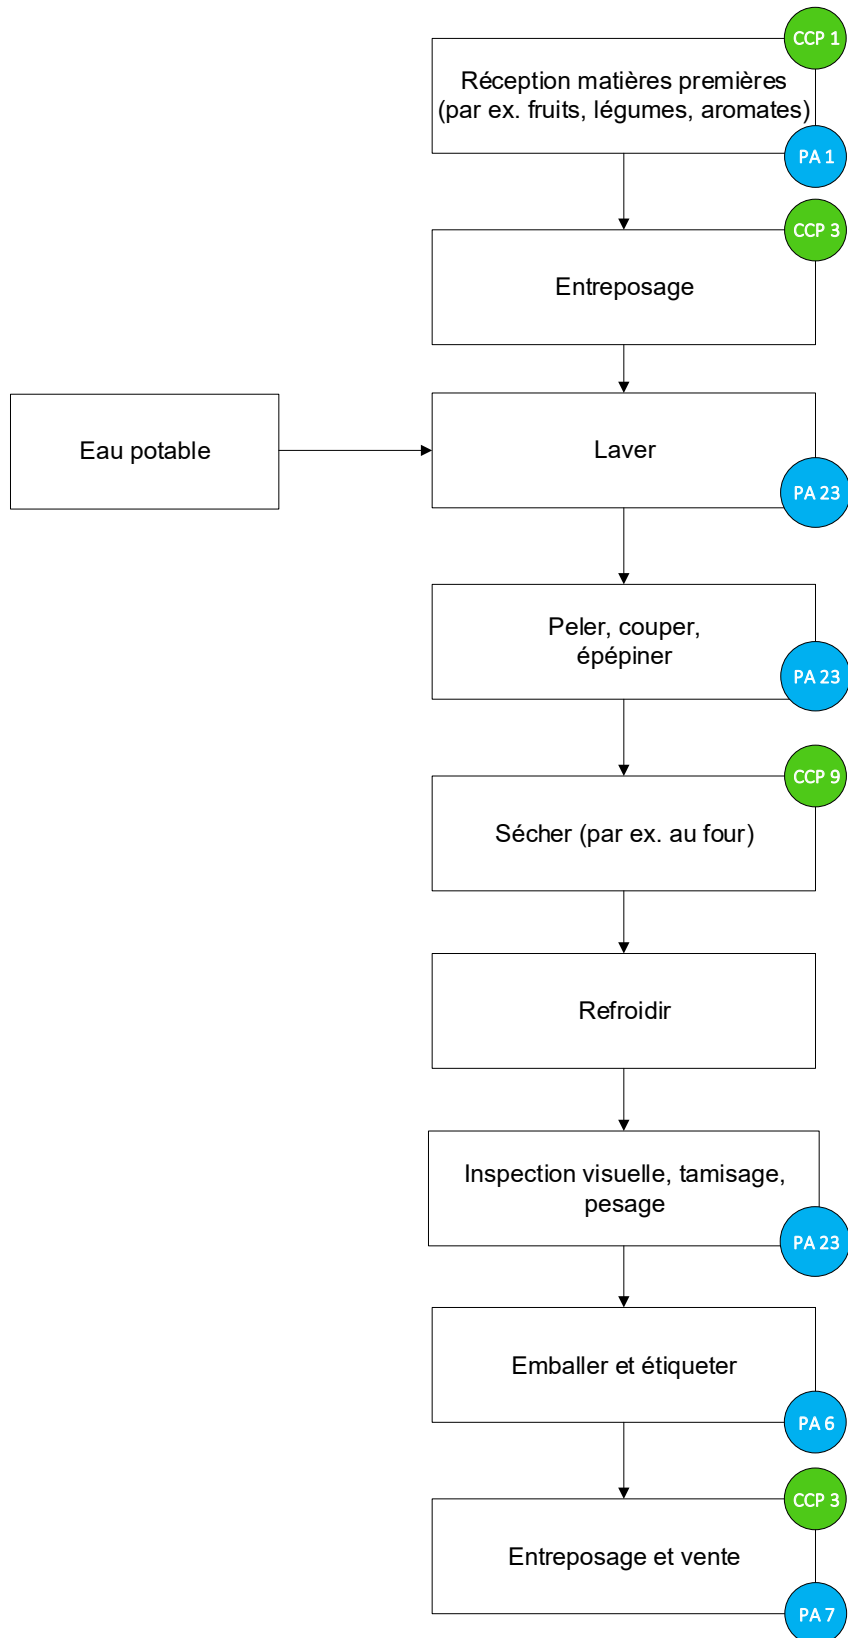 CCP 1
Réception matières premières
(par ex. fruits, légumes, aromates)
PA 1
CCP 3
Entreposage
Eau potable
Laver
PA 23
Peler, couper,
épépiner
PA 23
CCP 9
Sécher (par ex. au four)
Refroidir
Inspection visuelle, tamisage,
pesage
PA 23
Emballer et étiqueter
PA 6
CCP 3
Entreposage et vente
PA 7